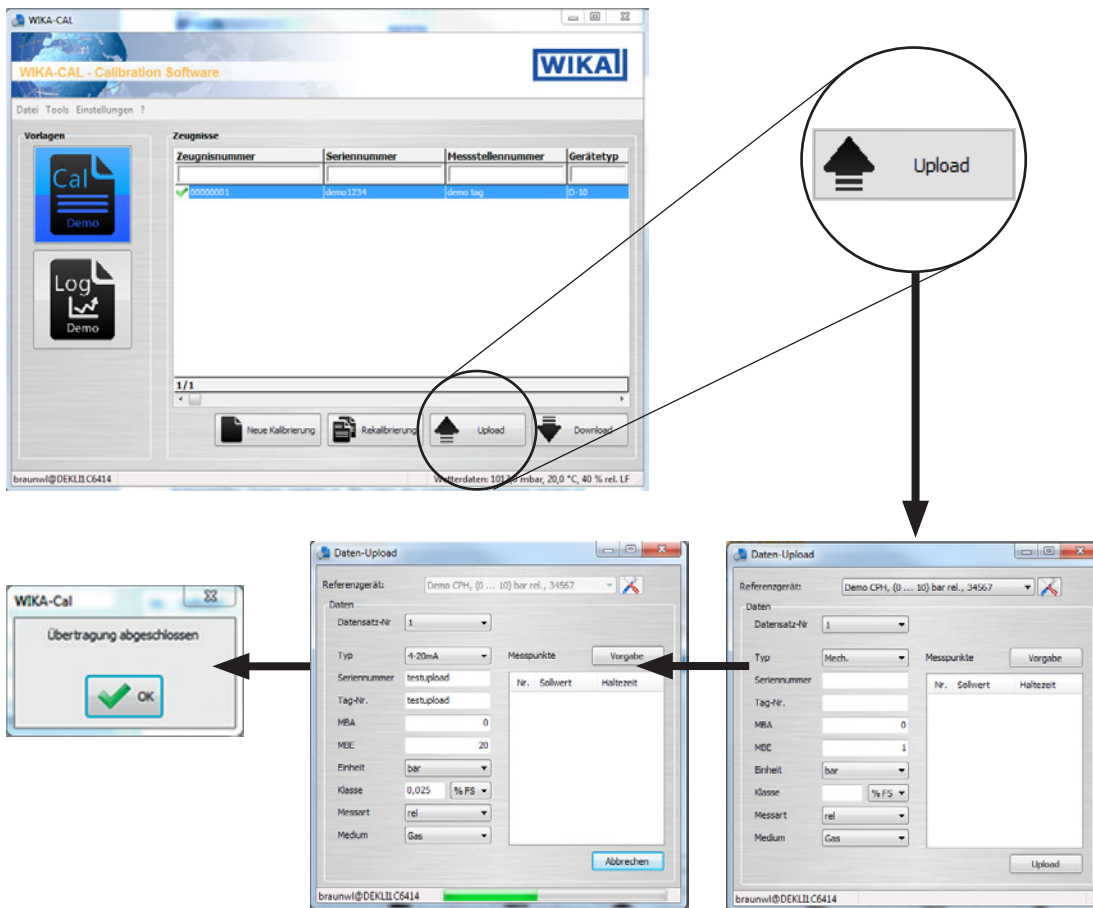 WIKA-CAL
WIKA-CAL - Calibration Software
WIKA
Datei Tools Einstellungen ?
Vorlagen
Cal
Demo
Log
Demo
Zeugnisse
Zeugnisnummer Seriennummer Messstellennummer Gerätetyp
00000001 demo1234 demo tag D-10
1/1
Neue Kalibrierung Rekalibrierung Upload Download
braunwl@DEKLI1C6414 Wetterdaten: 1013,0 mbar, 20,0 °C, 40 % rel. LF
Upload
WIKA-Cal
Übertragung abgeschlossen
OK
Daten-Upload
Referenzgerät: Demo CPH, (0 ... 10) bar rel., 34567
Daten
Datensatz-Nr 1
Typ 4-20mA Messpunkte Vorgabe
Seriennummer testupload Nr. Sollwert Haltezeit
Tag-Nr. testupload
MBA 0
MBE 20
Einheit bar
Klasse 0,025 % FS
Messart rel
Medium Gas
Abbrechen
braunwl@DEKLI1C6414
Daten-Upload
Referenzgerät: Demo CPH, (0 ... 10) bar rel., 34567
Daten
Datensatz-Nr 1
Typ Mech. Messpunkte Vorgabe
Seriennummer Nr. Sollwert Haltezeit
Tag-Nr.
MBA 0
MBE 1
Einheit bar
Klasse % FS
Messart rel
Medium Gas
Upload
braunwl@DEKLI1C6414